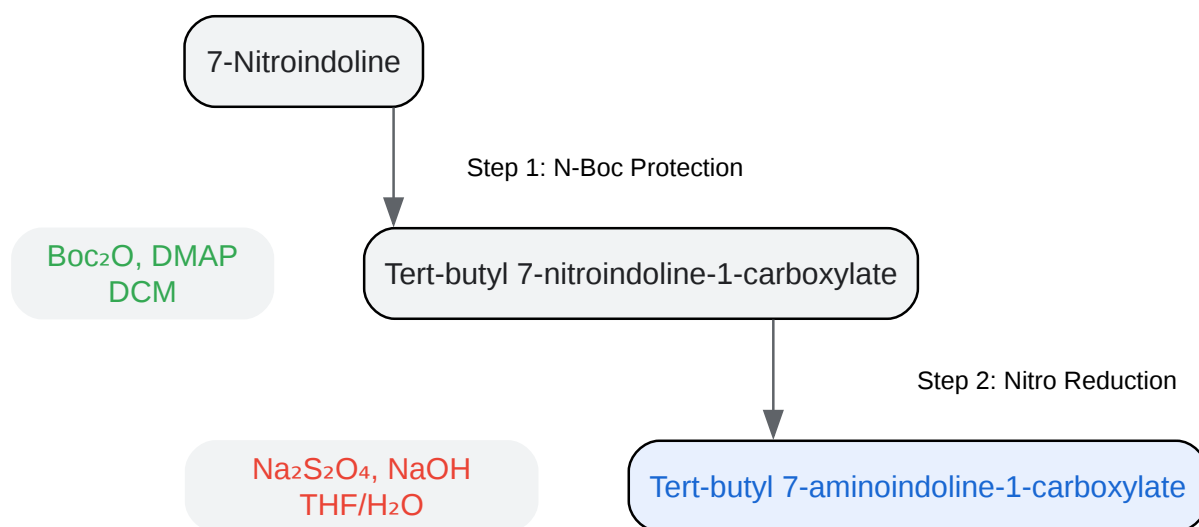 7-Nitroindoline
Step 1: N-Boc Protection
Boc₂O, DMAP
DCM
Tert-butyl 7-nitroindoline-1-carboxylate
Step 2: Nitro Reduction
Na₂S₂O₄, NaOH
THF/H₂O
Tert-butyl 7-aminoindoline-1-carboxylate